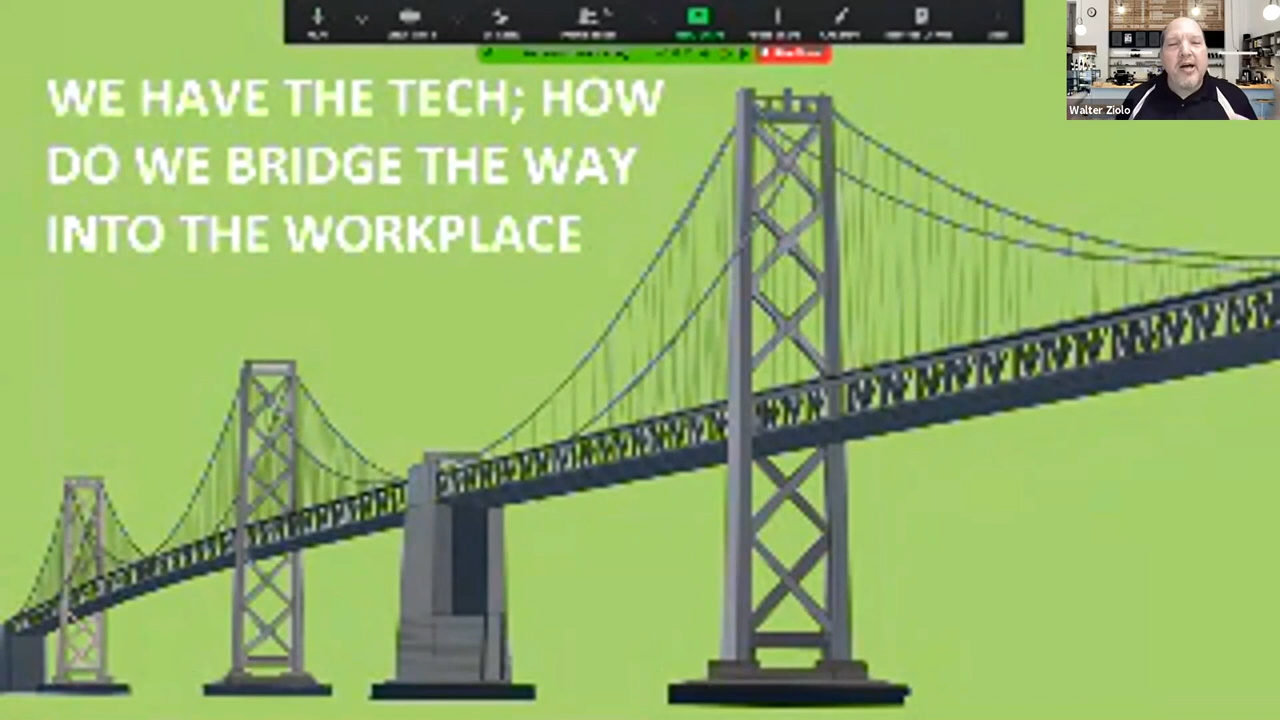 WE HAVE THE TECH; HOW
DO WE BRIDGE THE WAY
INTO THE WORKPLACE
Walter Ziolo